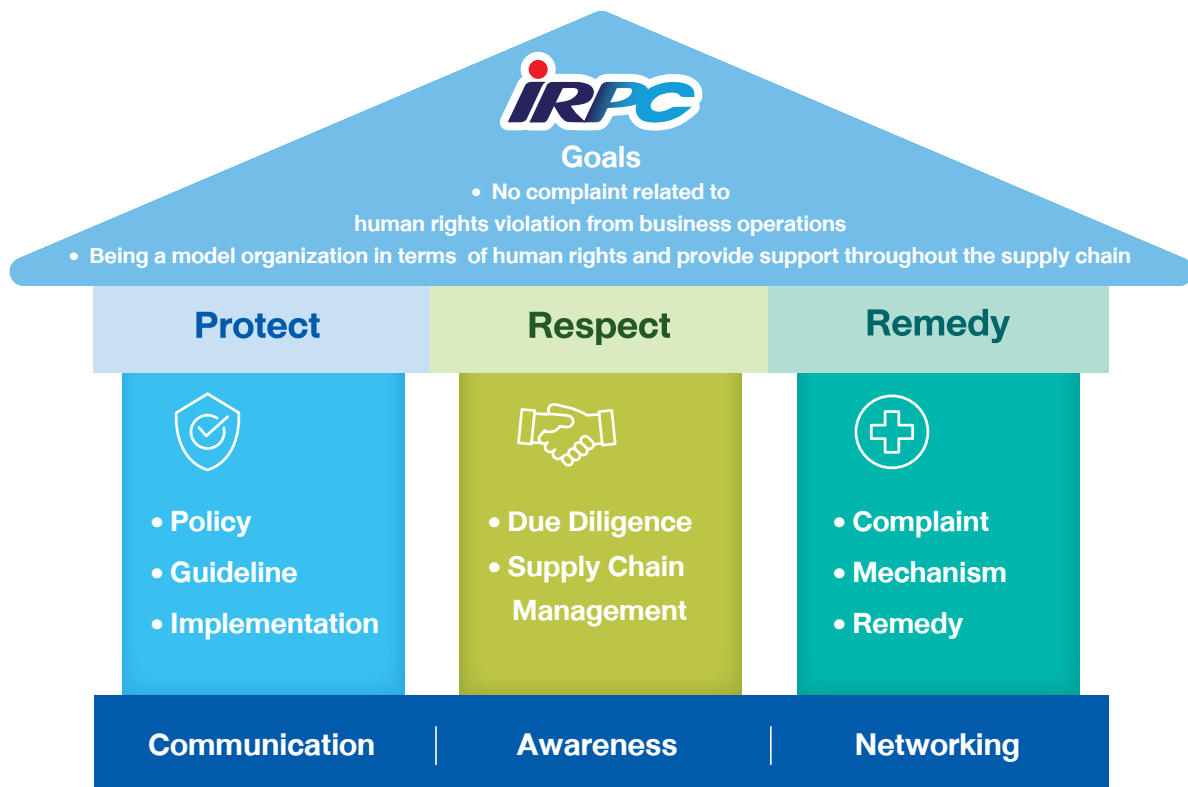 iRPC
Goals
• No complaint related to
human rights violation from business operations
• Being a model organization in terms of human rights and provide support throughout the supply chain
Protect
Respect
Remedy
• Policy
• Guideline
• Implementation
• Due Diligence
• Supply Chain
Management
• Complaint
• Mechanism
• Remedy
Communication
Awareness
Networking